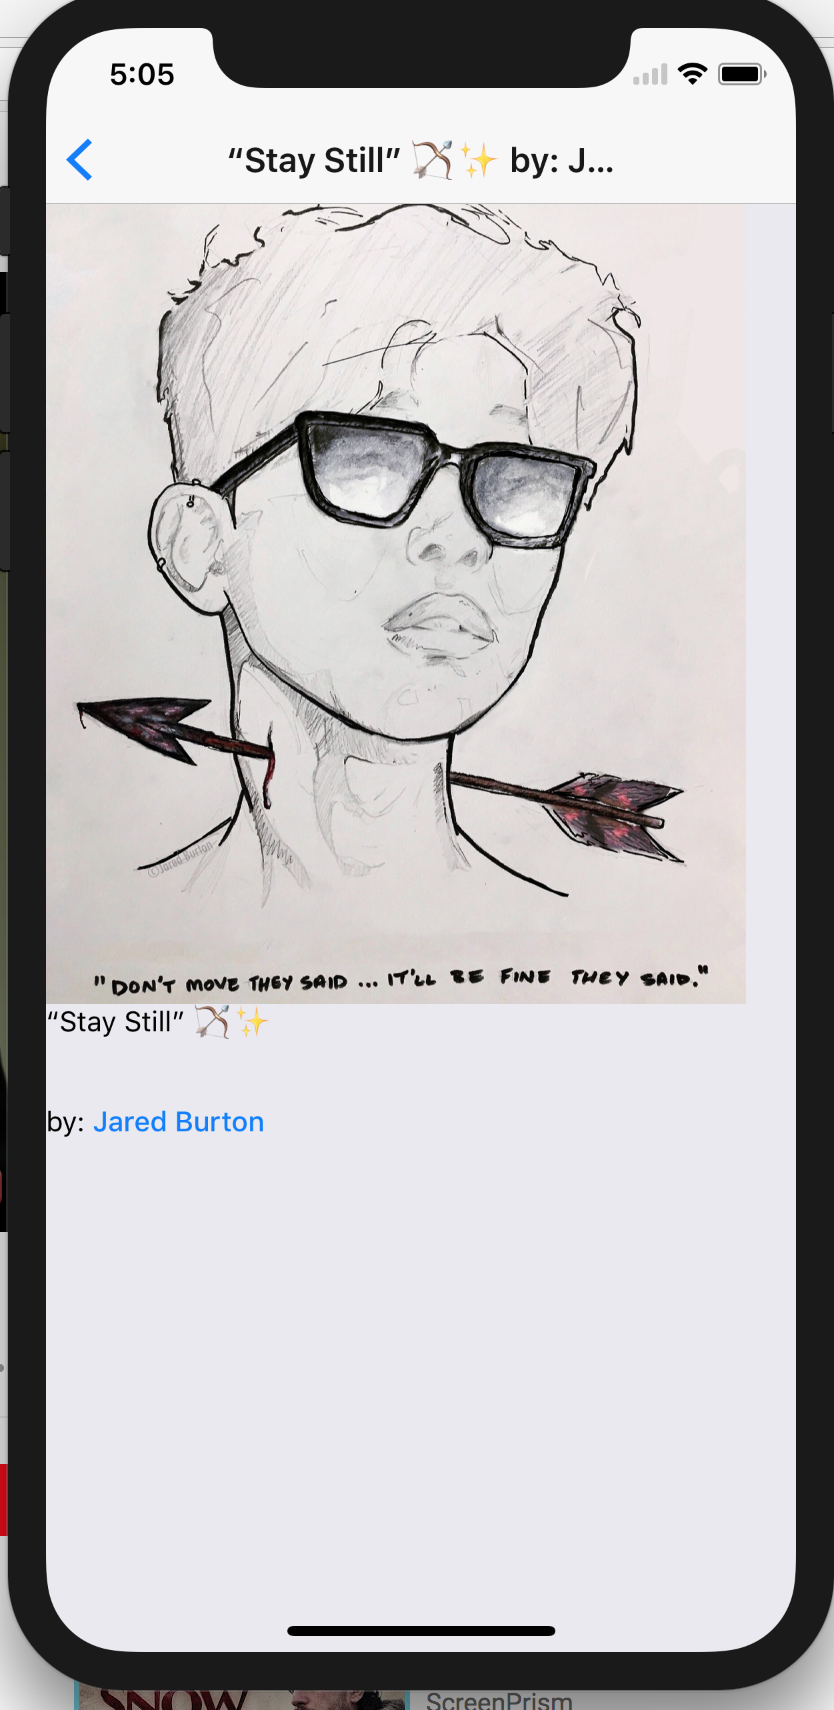 5:05
“Stay Still” 🏹✨ by: J...
©Jared Burton
"DON'T MOVE THEY SAID ... IT'LL BE FINE THEY SAID."
“Stay Still” 🏹✨
by: Jared Burton
SNOW
ScreenPrism